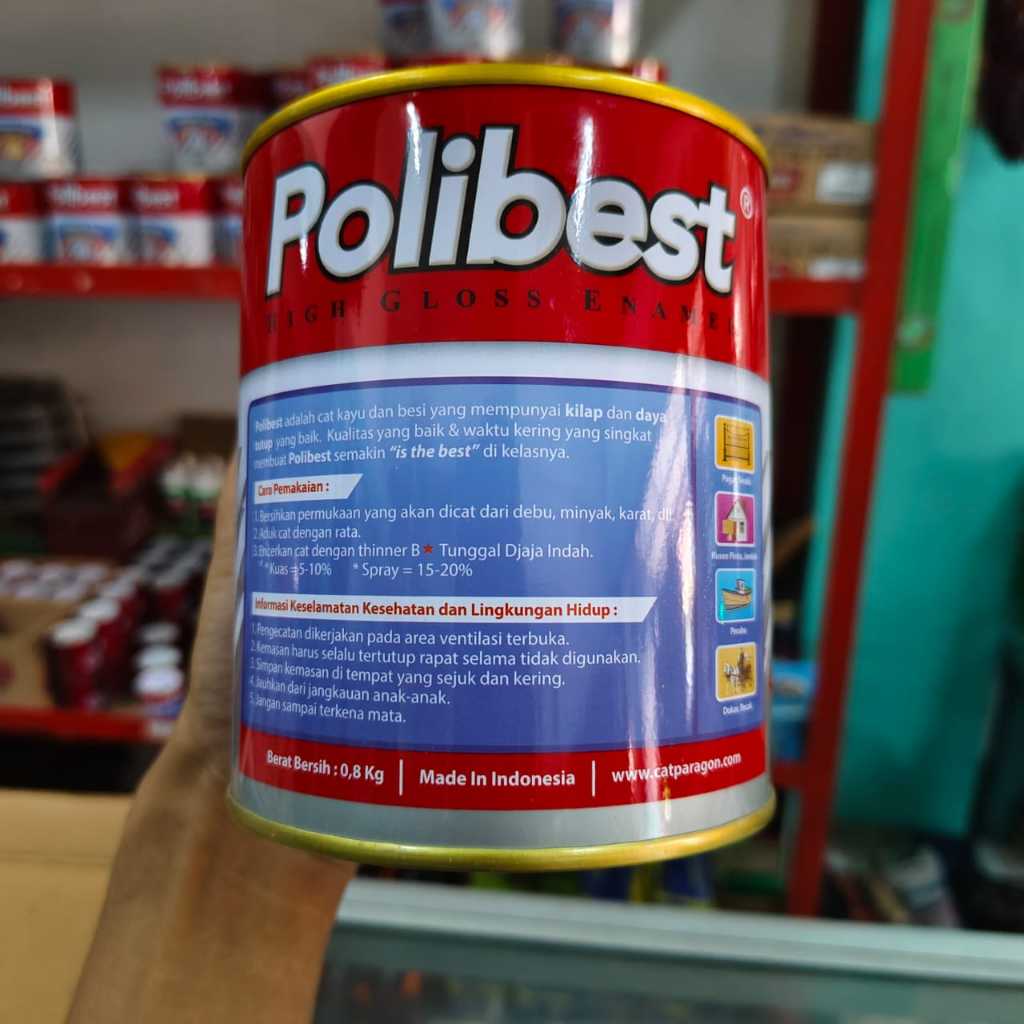 Polibest®
HIGH GLOSS ENAMEL
Polibest adalah cat kayu dan besi yang mempunyai kilap dan daya
tutup yang baik. Kualitas yang baik & waktu kering yang singkat
membuat Polibest semakin "is the best" di kelasnya.
Cara Pemakaian :
1. Bersihkan permukaan yang akan dicat dari debu, minyak, karat, dll.
2. Aduk cat dengan rata.
3. Encerkan cat dengan thinner B★ Tunggal Djaja Indah.
* Kuas = 5-10% * Spray = 15-20%
Informasi Keselamatan Kesehatan dan Lingkungan Hidup :
1. Pengecatan dikerjakan pada area ventilasi terbuka.
2. Kemasan harus selalu tertutup rapat selama tidak digunakan.
3. Simpan kemasan di tempat yang sejuk dan kering.
4. Jauhkan dari jangkauan anak-anak.
5. Jangan sampai terkena mata.
Perahu
Dokar, Becak
Berat Bersih : 0,8 Kg | Made In Indonesia | www.catparagon.com